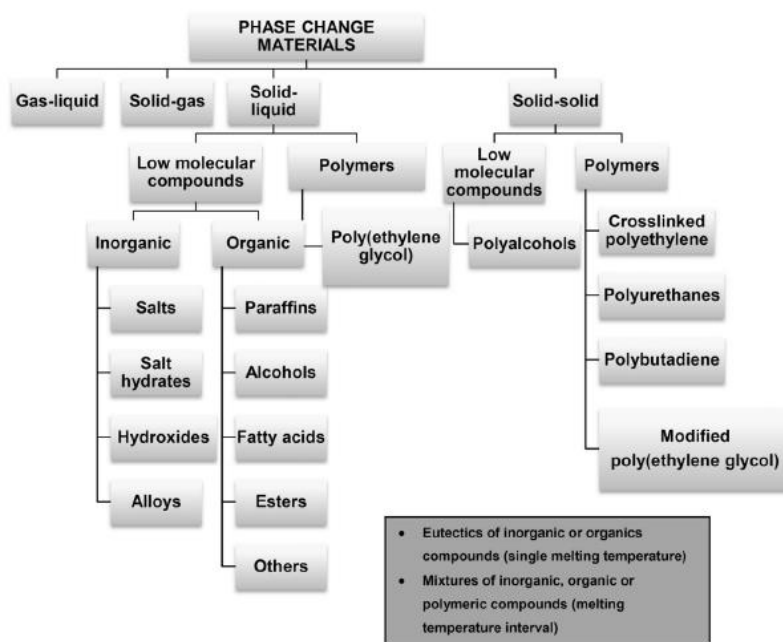 PHASE CHANGE
MATERIALS
Gas-liquid
Solid-gas
Solid-
liquid
Solid-solid
Low molecular
compounds
Polymers
Low
molecular
compounds
Polymers
Inorganic
Organic
Poly(ethylene
glycol)
Polyalcohols
Crosslinked
polyethylene
Salts
Paraffins
Polyurethanes
Salt
hydrates
Alcohols
Polybutadiene
Hydroxides
Fatty acids
Modified
poly(ethylene glycol)
Alloys
Esters
Others
• Eutectics of inorganic or organics
compounds (single melting temperature)
• Mixtures of inorganic, organic or
polymeric compounds (melting
temperature interval)